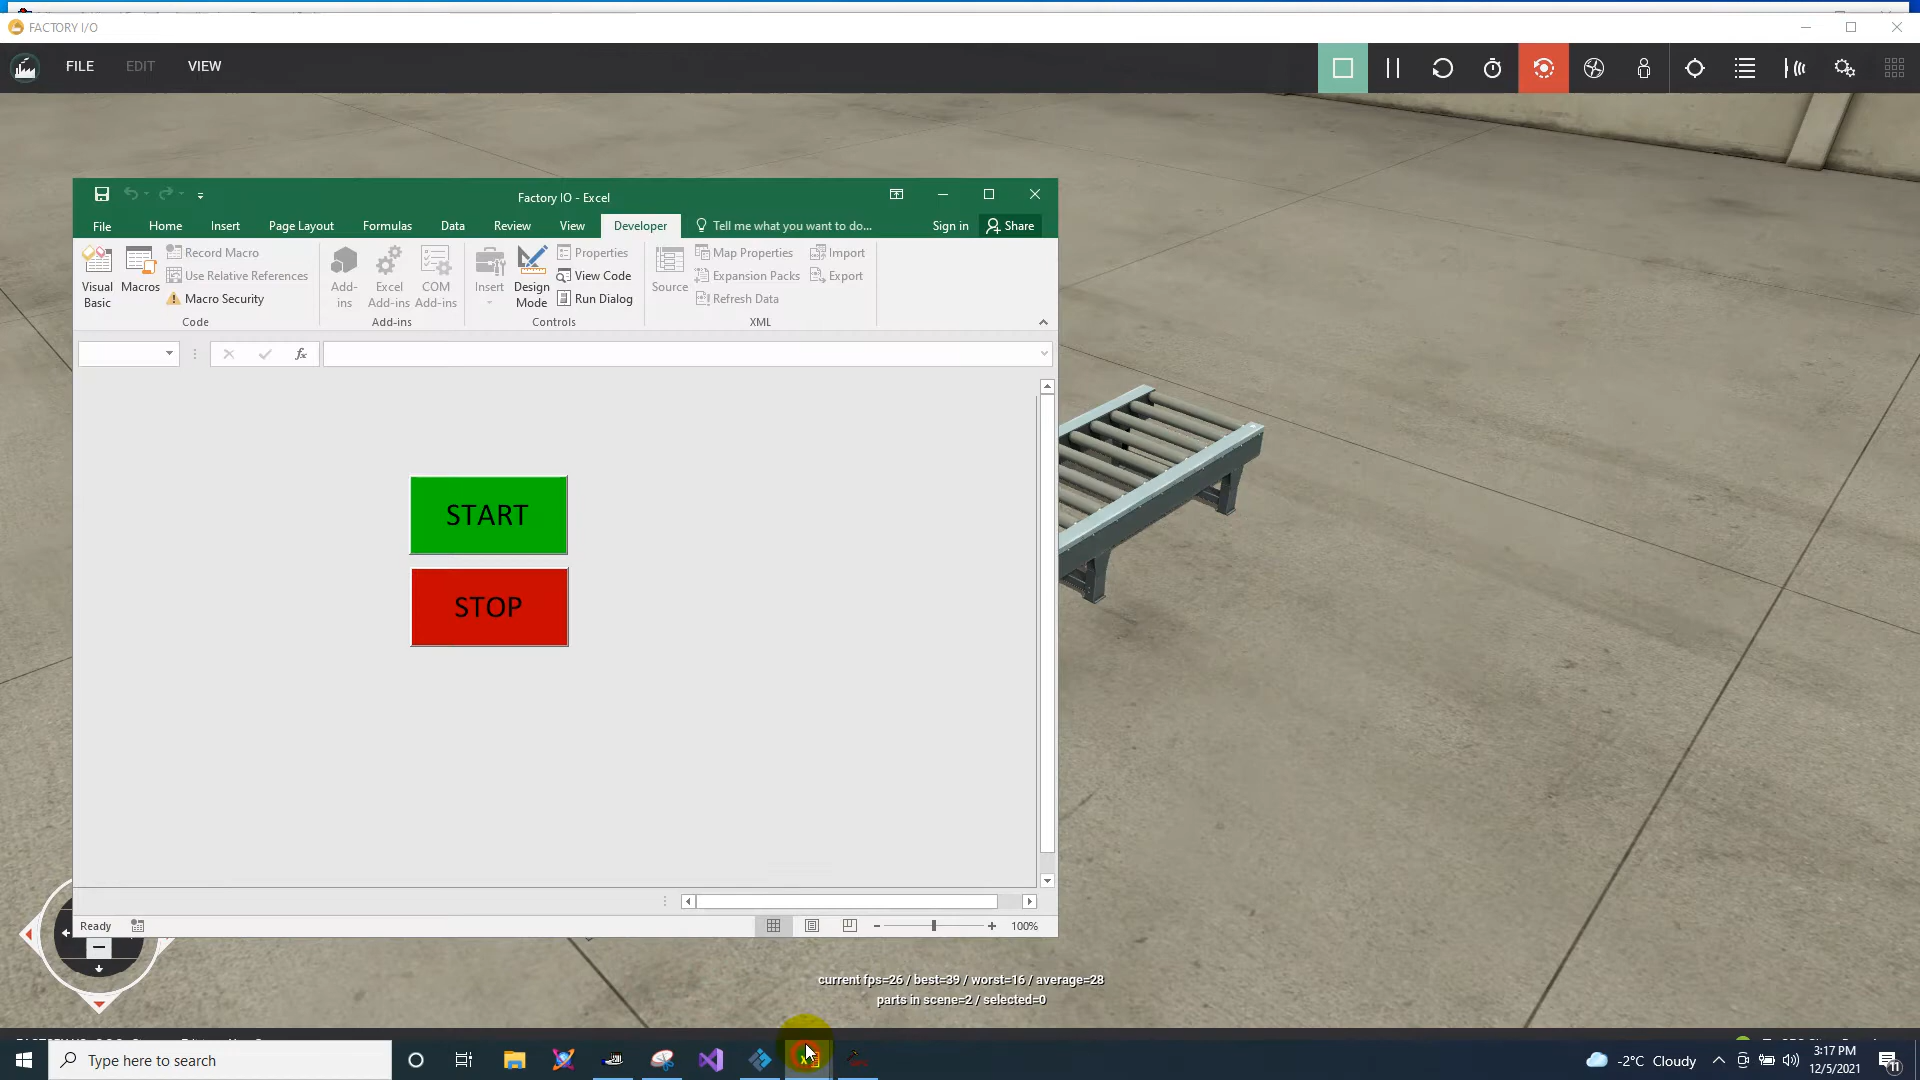 FACTORY I/O
FILE EDIT VIEW
Factory IO - Excel
File Home Insert Page Layout Formulas Data Review View Developer Tell me what you want to do... Sign in Share
Visual Basic
Macros
Record Macro
Use Relative References
Macro Security
Code
Add-ins
Excel Add-ins
COM Add-ins
Add-ins
Insert
Design Mode
Properties
View Code
Run Dialog
Controls
Source
Map Properties
Expansion Packs
Refresh Data
Import
Export
XML
fx
START
STOP
Ready
100%
current fps=26 / best=39 / worst=16 / average=28
parts in scene=2 / selected=0
Type here to search
-2°C Cloudy
3:17 PM
12/5/2021
11